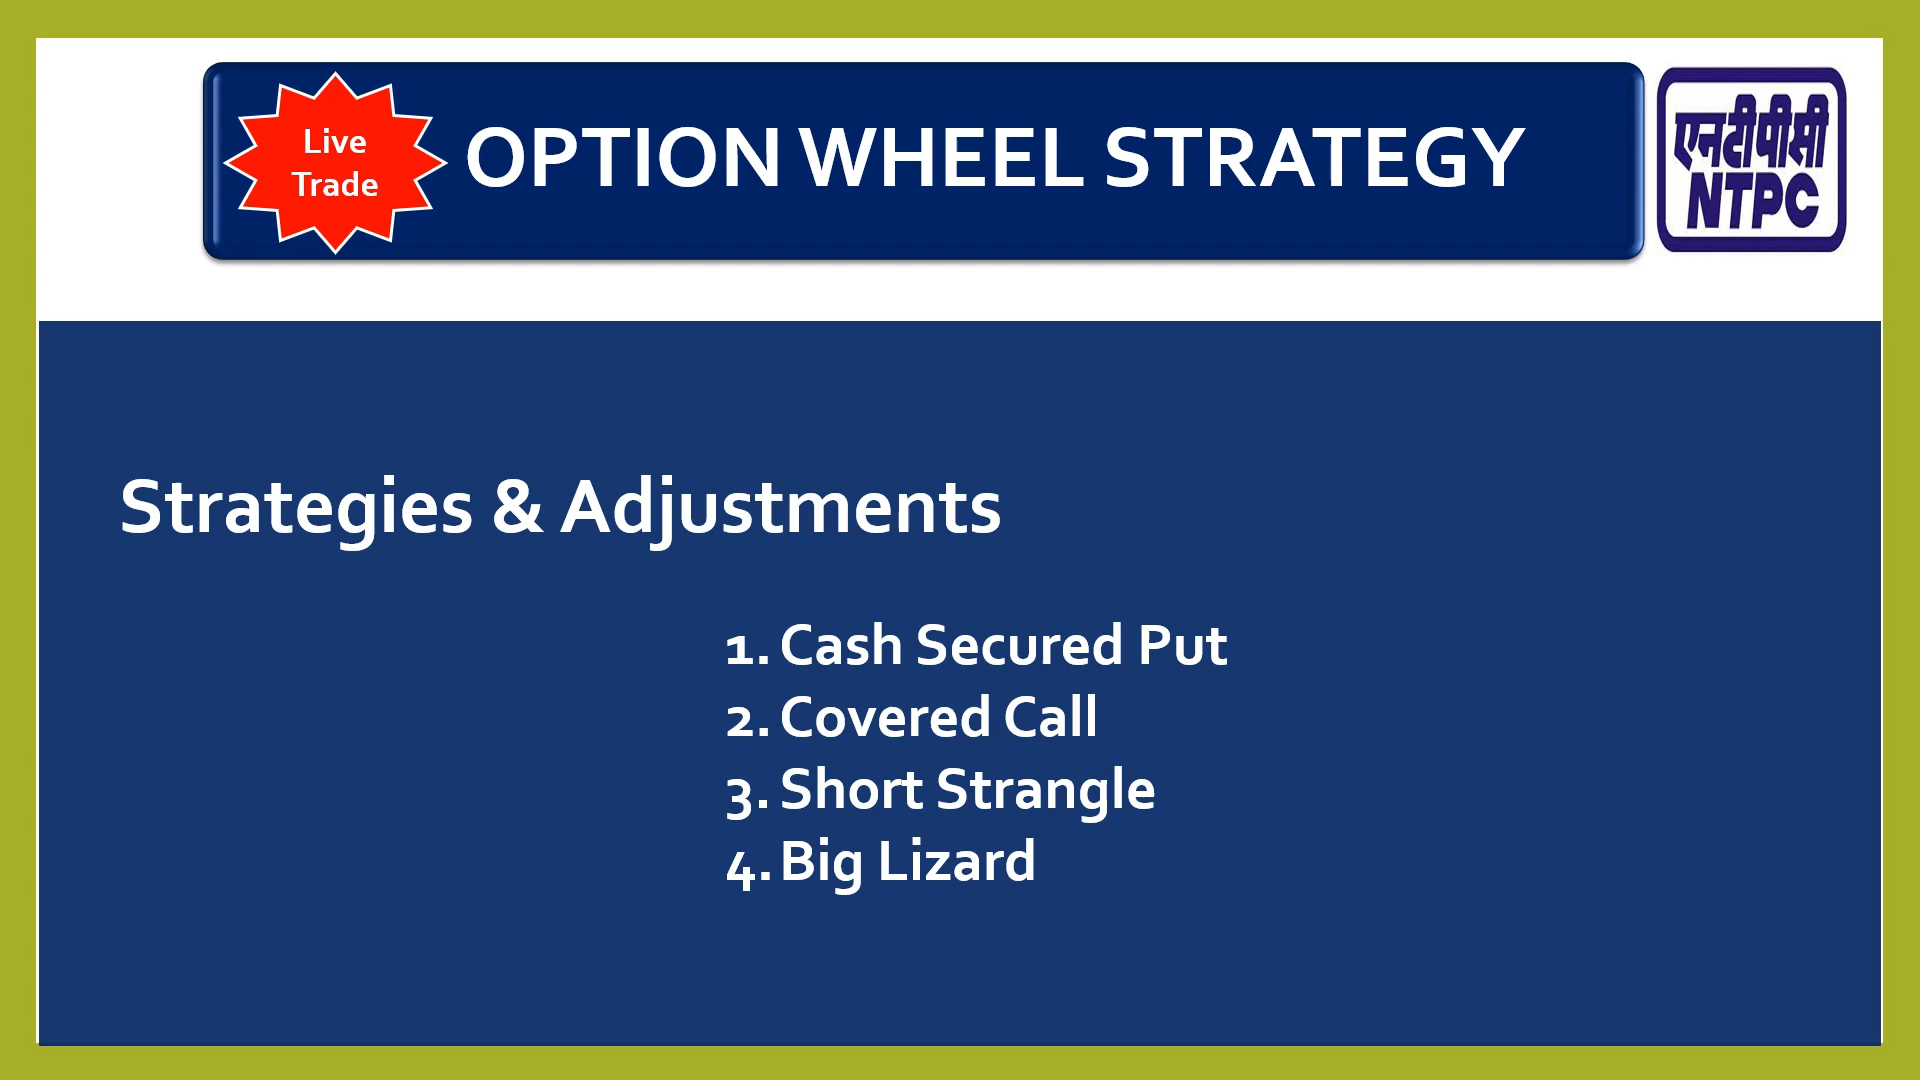 Live
Trade
OPTION WHEEL STRATEGY
एनटीपीसी
NTPC
Strategies & Adjustments
1. Cash Secured Put
2. Covered Call
3. Short Strangle
4. Big Lizard